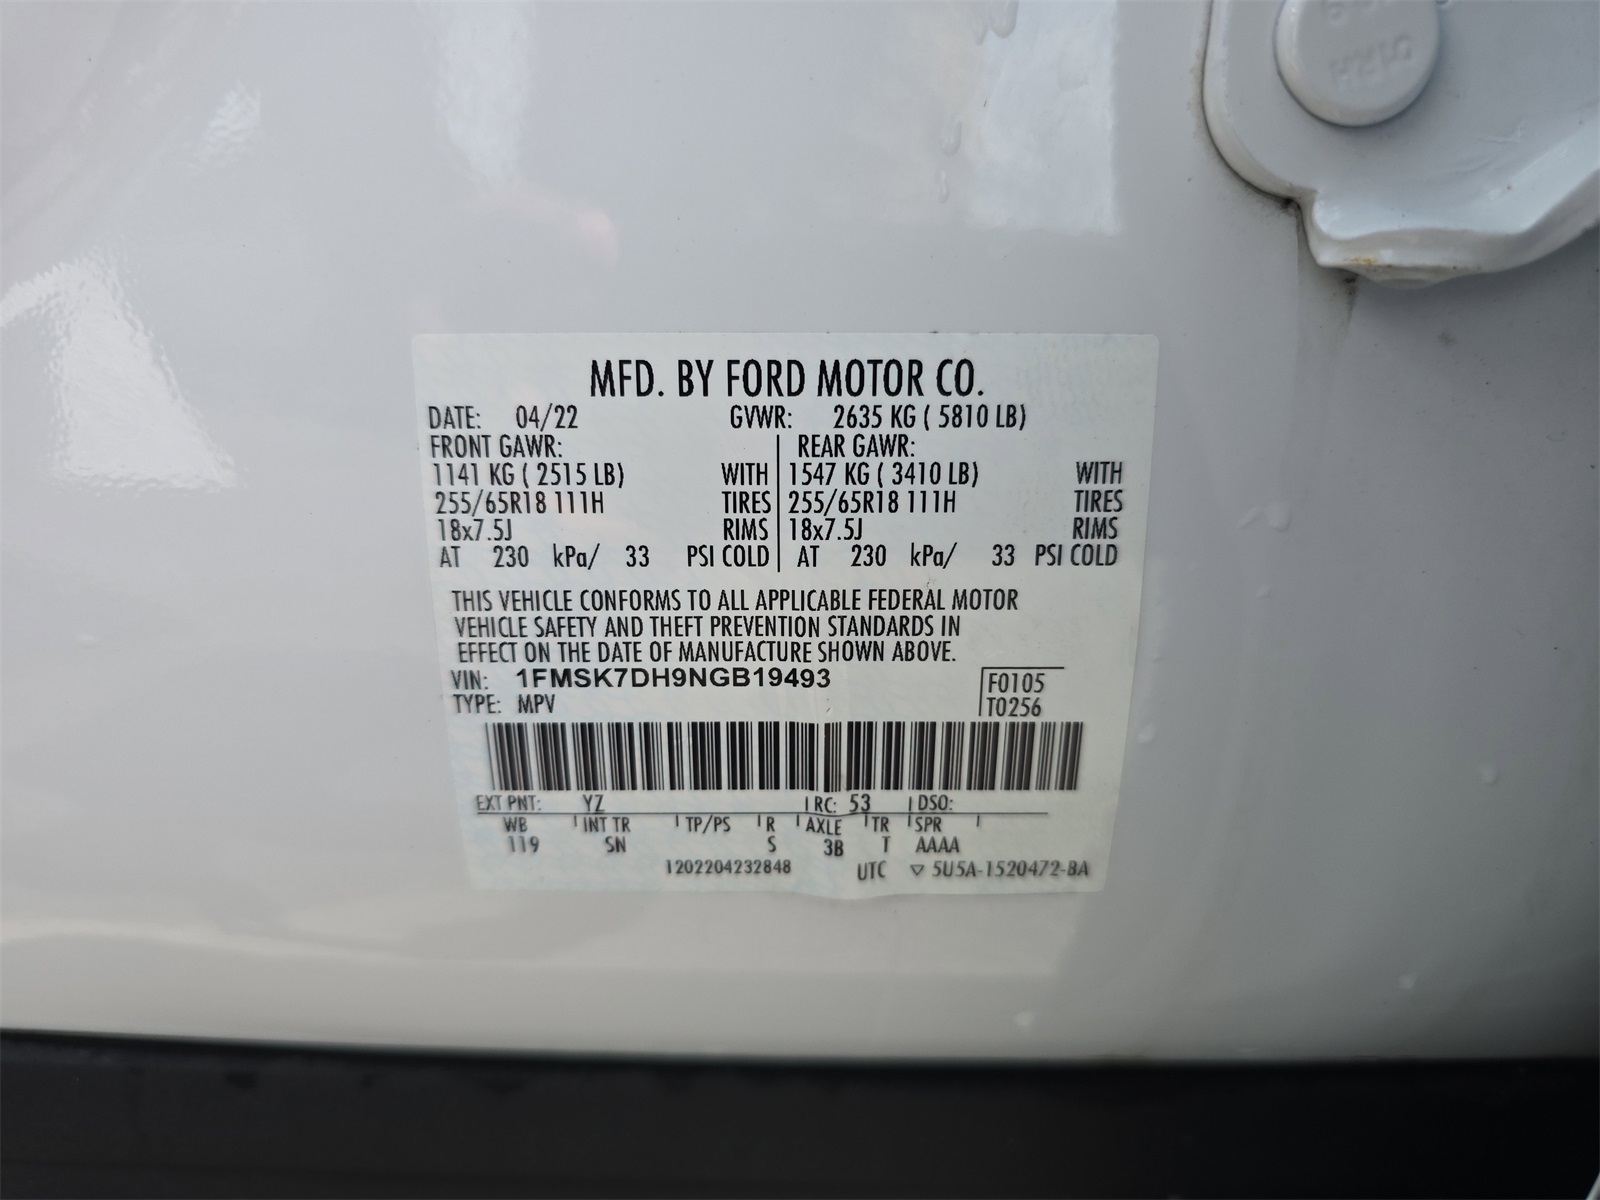 MFD. BY FORD MOTOR CO.
DATE: 04/22 GVWR: 2635 KG ( 5810 LB)
FRONT GAWR: REAR GAWR:
1141 KG ( 2515 LB) WITH 1547 KG ( 3410 LB) WITH
255/65R18 111H TIRES 255/65R18 111H TIRES
18x7.5J RIMS 18x7.5J RIMS
AT 230 kPa/ 33 PSI COLD AT 230 kPa/ 33 PSI COLD
THIS VEHICLE CONFORMS TO ALL APPLICABLE FEDERAL MOTOR
VEHICLE SAFETY AND THEFT PREVENTION STANDARDS IN
EFFECT ON THE DATE OF MANUFACTURE SHOWN ABOVE.
VIN: 1FMSK7DH9NGB19493 F0105
TYPE: MPV T0256
EXT PNT: YZ RC: 53 DSO:
WB INT TR TP/PS R AXLE TR SPR
119 SN S 3B T AAAA
1202204232848 UTC ▽ 5U5A-1520472-BA